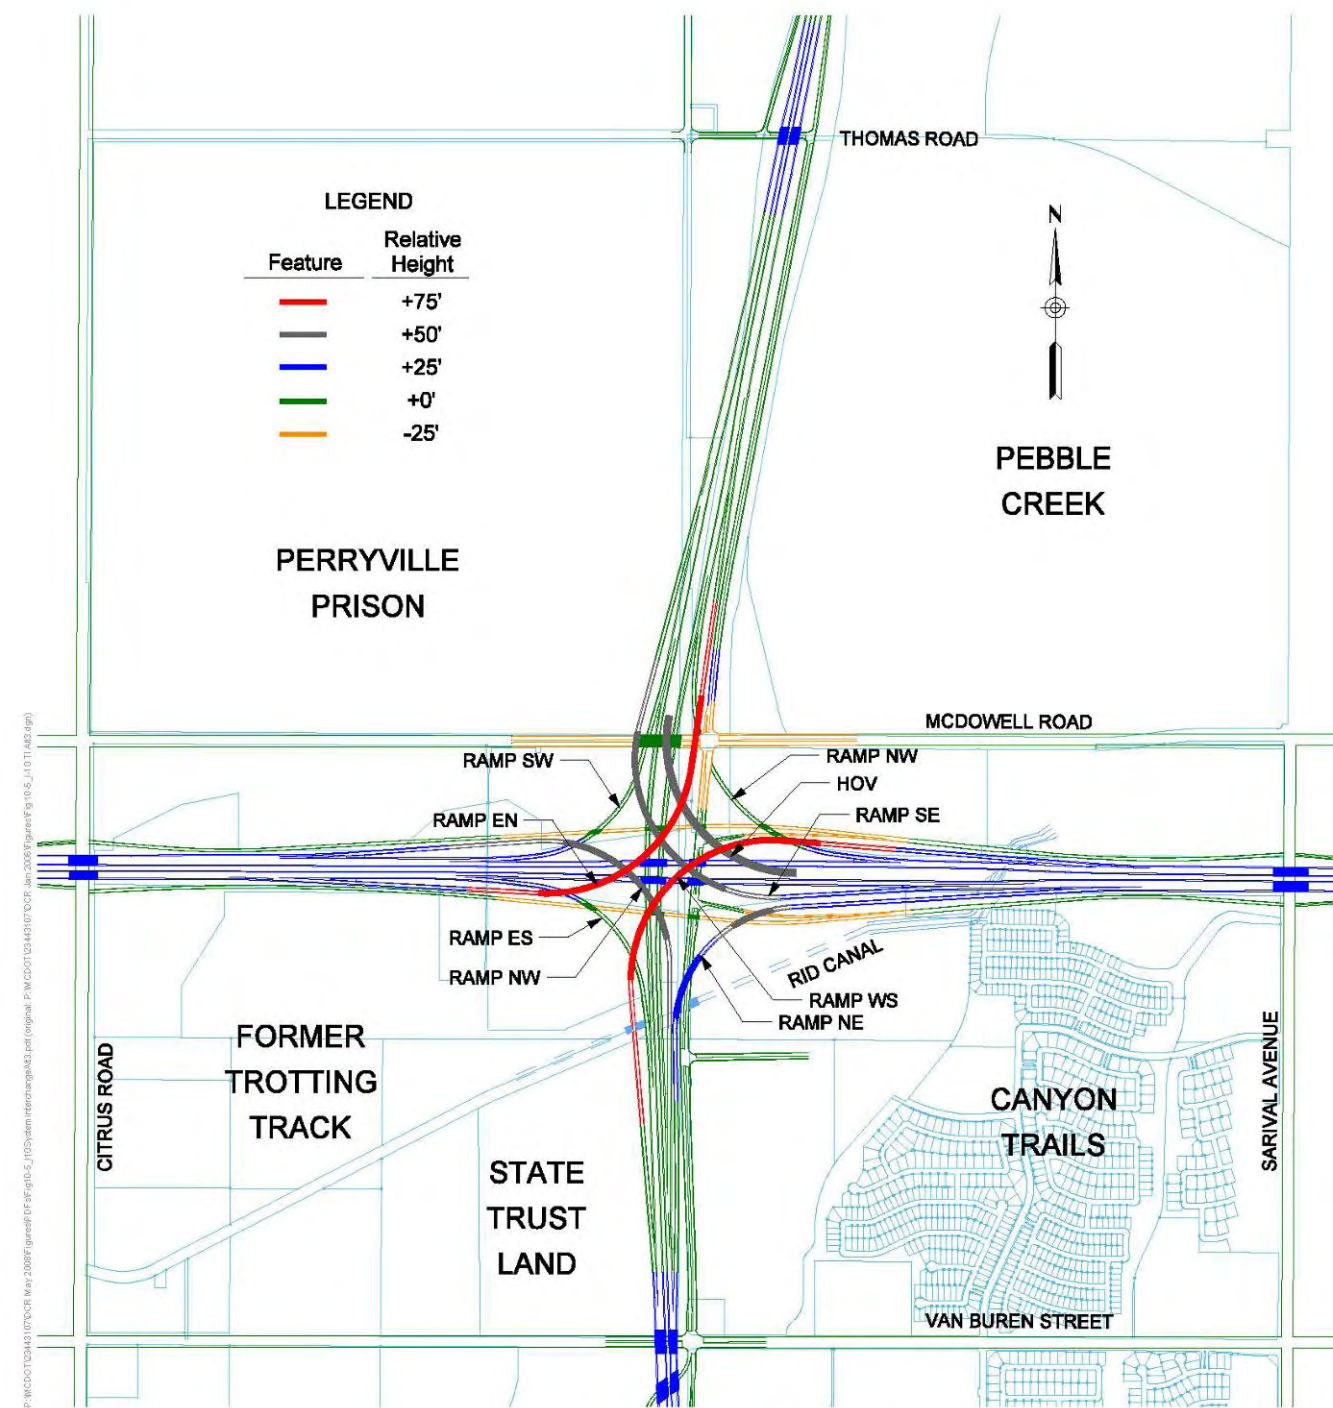 THOMAS ROAD
LEGEND
Feature
Relative
Height
+75'
+50'
+25'
+0'
-25'
N
PEBBLE
CREEK
PERRYVILLE
PRISON
MCDOWELL ROAD
RAMP SW
RAMP NW
HOV
RAMP EN
RAMP SE
RAMP ES
RAMP NW
RID CANAL
RAMP WS
RAMP NE
FORMER
TROTTING
TRACK
CITRUS ROAD
CANYON
TRAILS
SARIVAL AVENUE
STATE
TRUST
LAND
VAN BUREN STREET